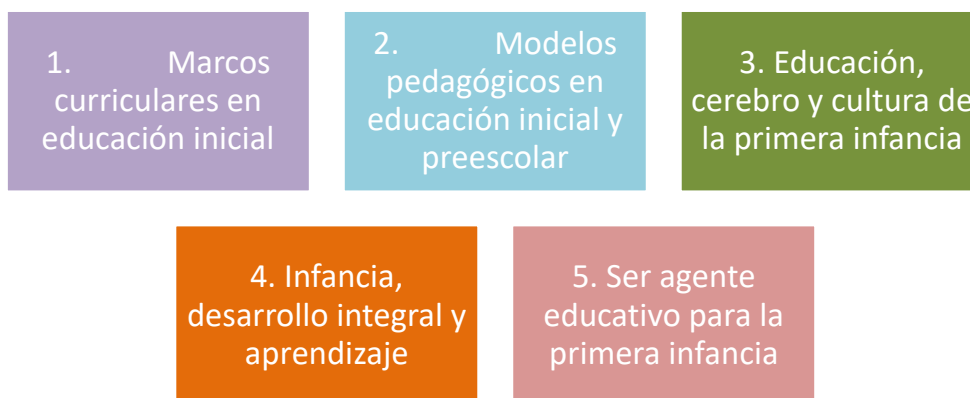 1. Marcos
curriculares en
educación inicial
2. Modelos
pedagógicos en
educación inicial y
preescolar
3. Educación,
cerebro y cultura de
la primera infancia
4. Infancia,
desarrollo integral y
aprendizaje
5. Ser agente
educativo para la
primera infancia